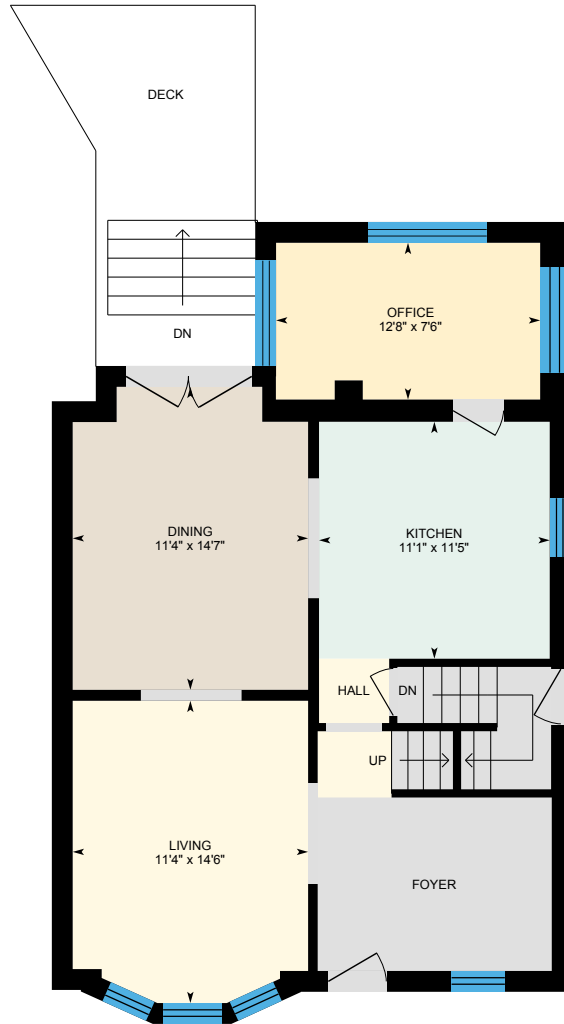 DECK
DN
OFFICE
12'8" x 7'6"
DINING
11'4" x 14'7"
KITCHEN
11'1" x 11'5"
HALL
DN
UP
LIVING
11'4" x 14'6"
FOYER